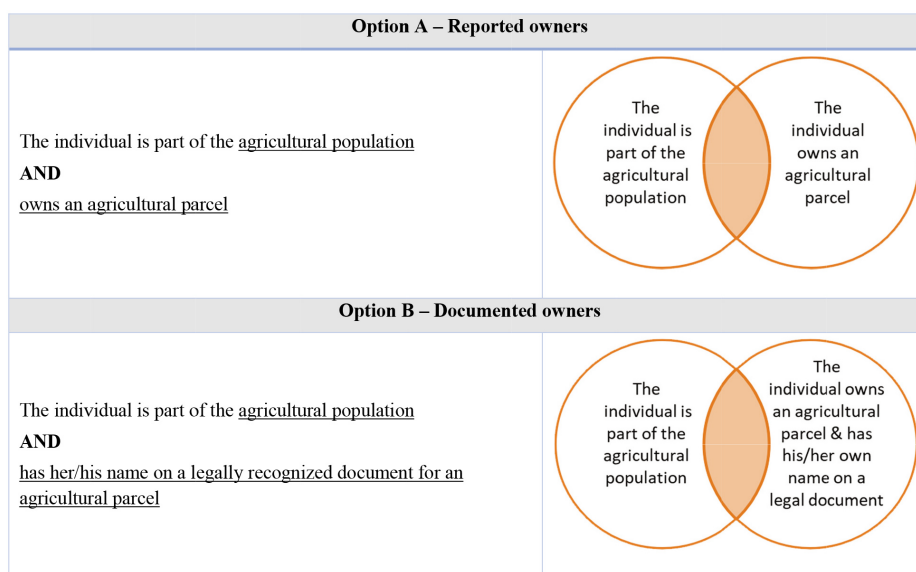 Option A – Reported owners
The individual is part of the agricultural population
AND
owns an agricultural parcel
The
individual is
part of the
agricultural
population
The
individual
owns an
agricultural
parcel
Option B – Documented owners
The individual is part of the agricultural population
AND
has her/his name on a legally recognized document for an
agricultural parcel
The
individual is
part of the
agricultural
population
The
individual owns
an agricultural
parcel & has
his/her own
name on a
legal document